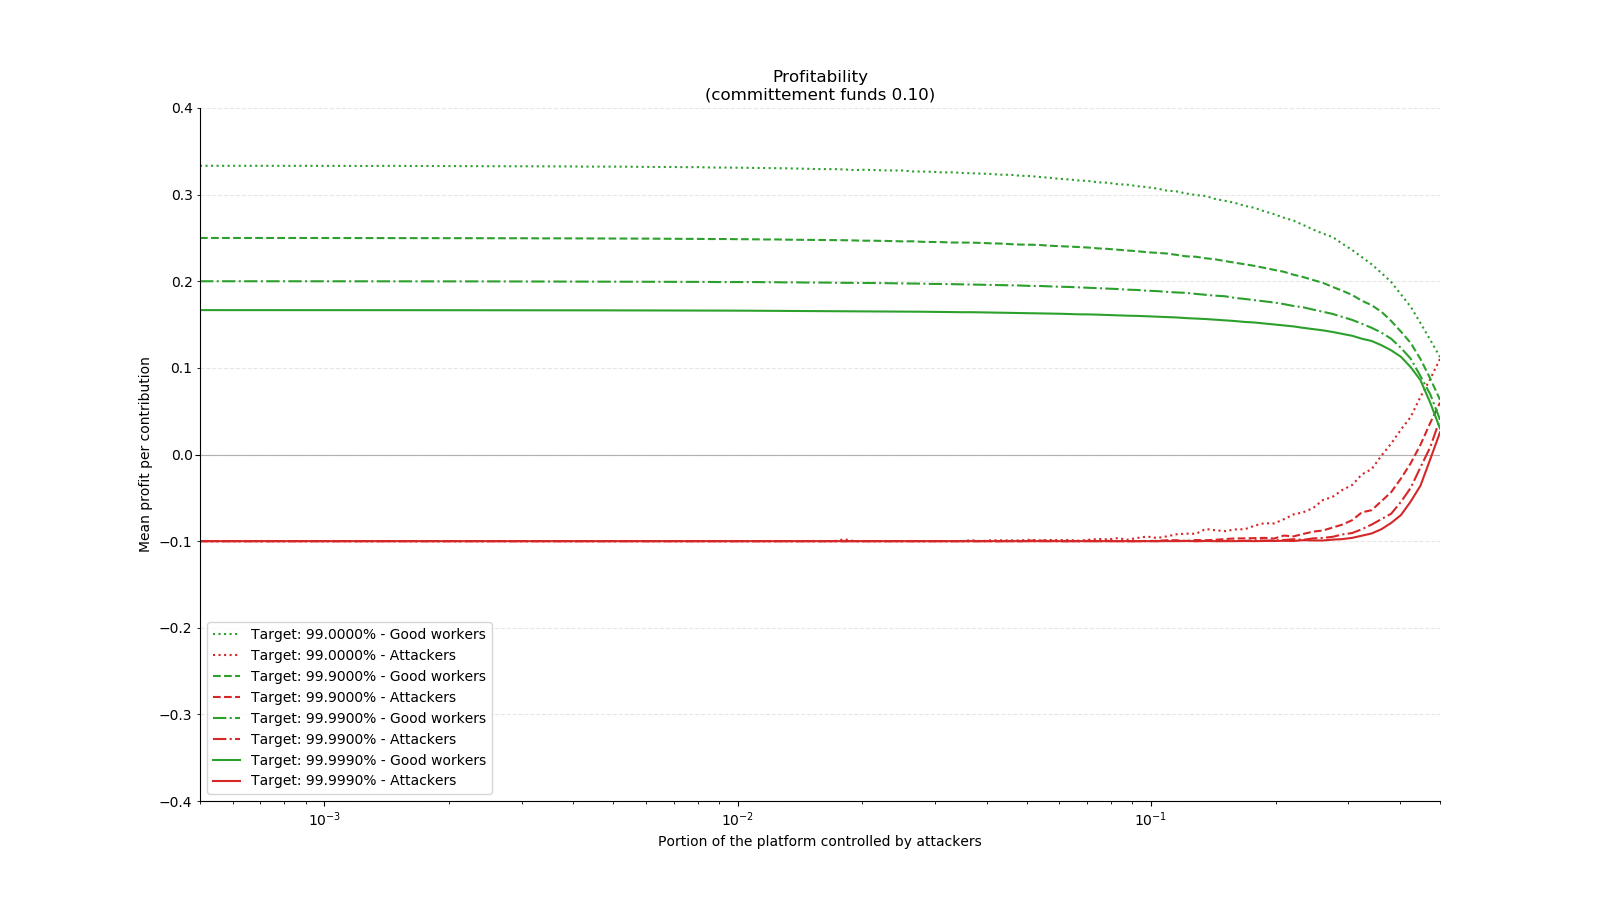 Profitability
(committement funds 0.10)
0.4
0.3
0.2
0.1
0.0
−0.1
−0.2
−0.3
−0.4
Mean profit per contribution
Target: 99.0000% - Good workers
Target: 99.0000% - Attackers
Target: 99.9000% - Good workers
Target: 99.9000% - Attackers
Target: 99.9900% - Good workers
Target: 99.9900% - Attackers
Target: 99.9990% - Good workers
Target: 99.9990% - Attackers
10⁻³ 10⁻² 10⁻¹
Portion of the platform controlled by attackers